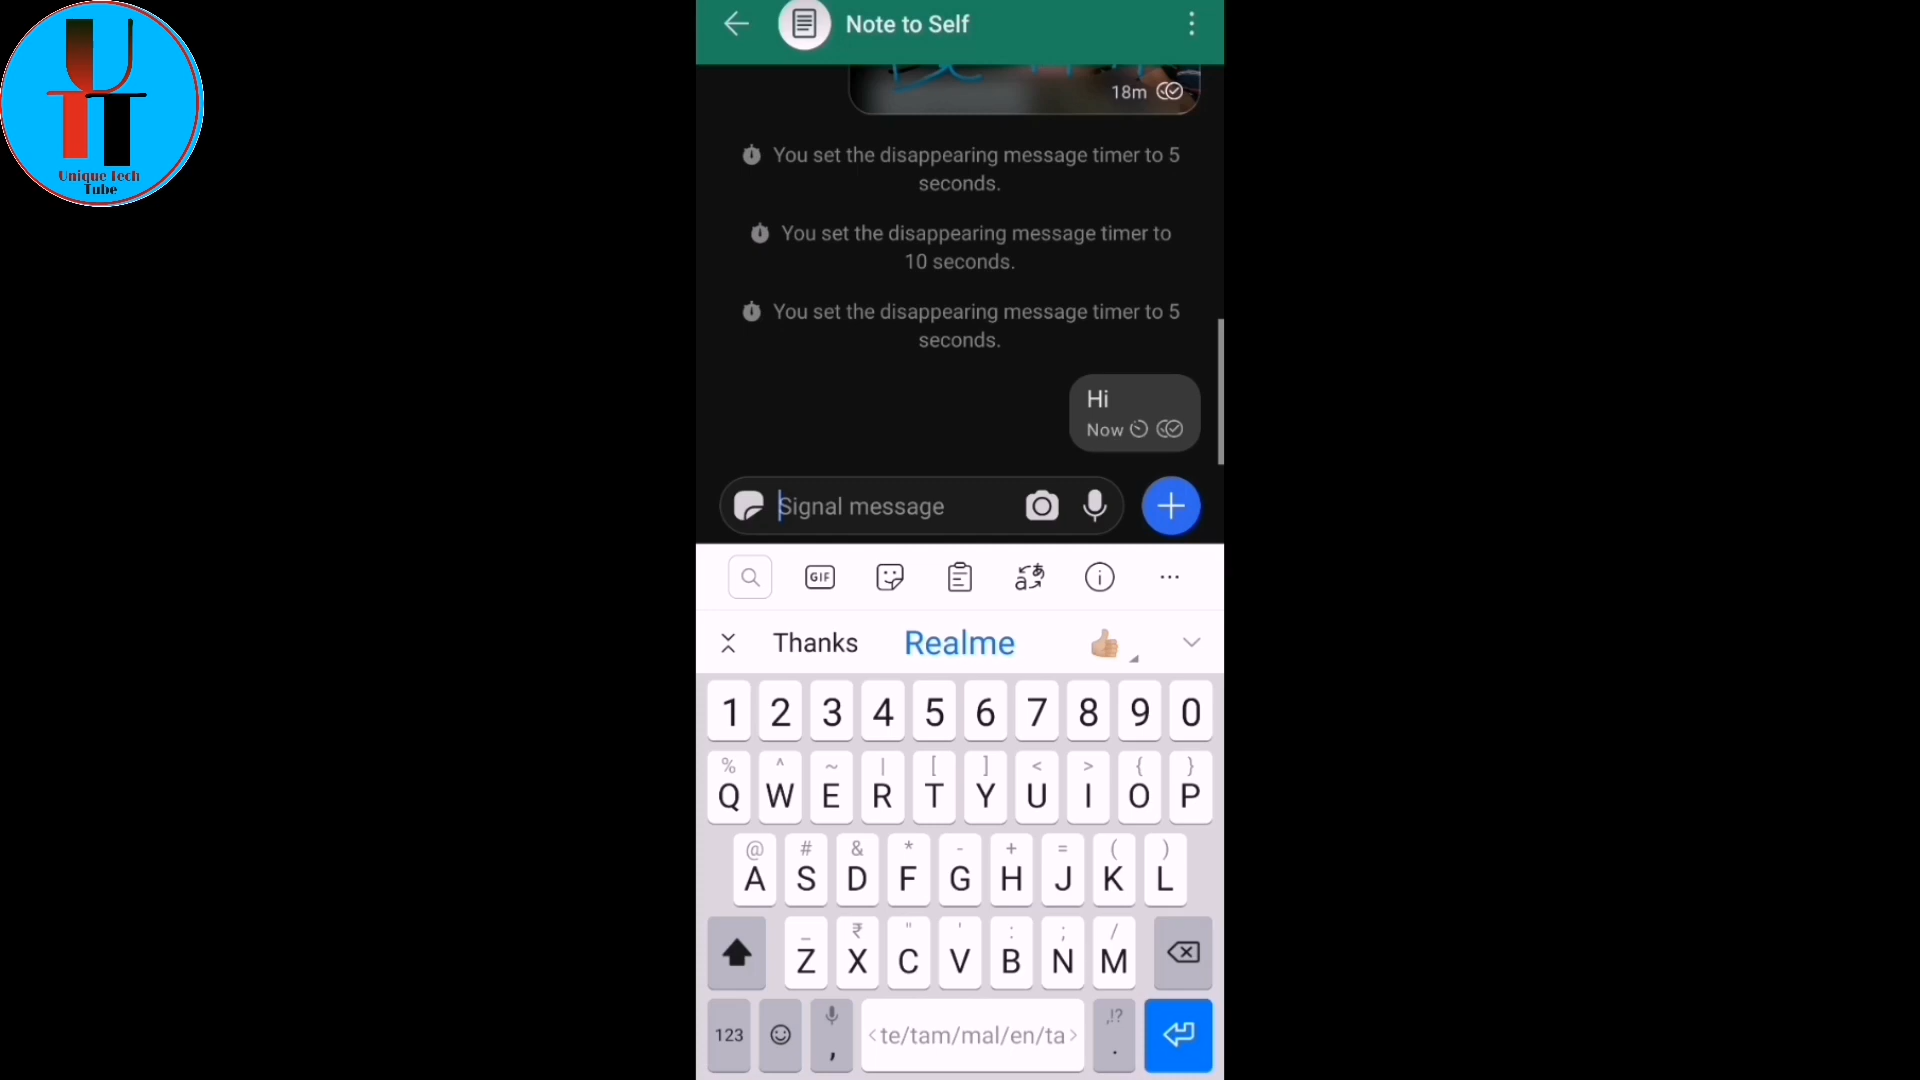 Unique Tech
Tube
Note to Self
18m
You set the disappearing message timer to 5
seconds.
You set the disappearing message timer to
10 seconds.
You set the disappearing message timer to 5
seconds.
Hi
Now
Signal message
GIF
Thanks Realme
1 2 3 4 5 6 7 8 9 0
% ^ ~ | [ ] < > { }
Q W E R T Y U I O P
@ # & * - + = ( )
A S D F G H J K L
_ ₹ " ' : ; /
Z X C V B N M
,!?
123 , <te/tam/mal/en/ta> .